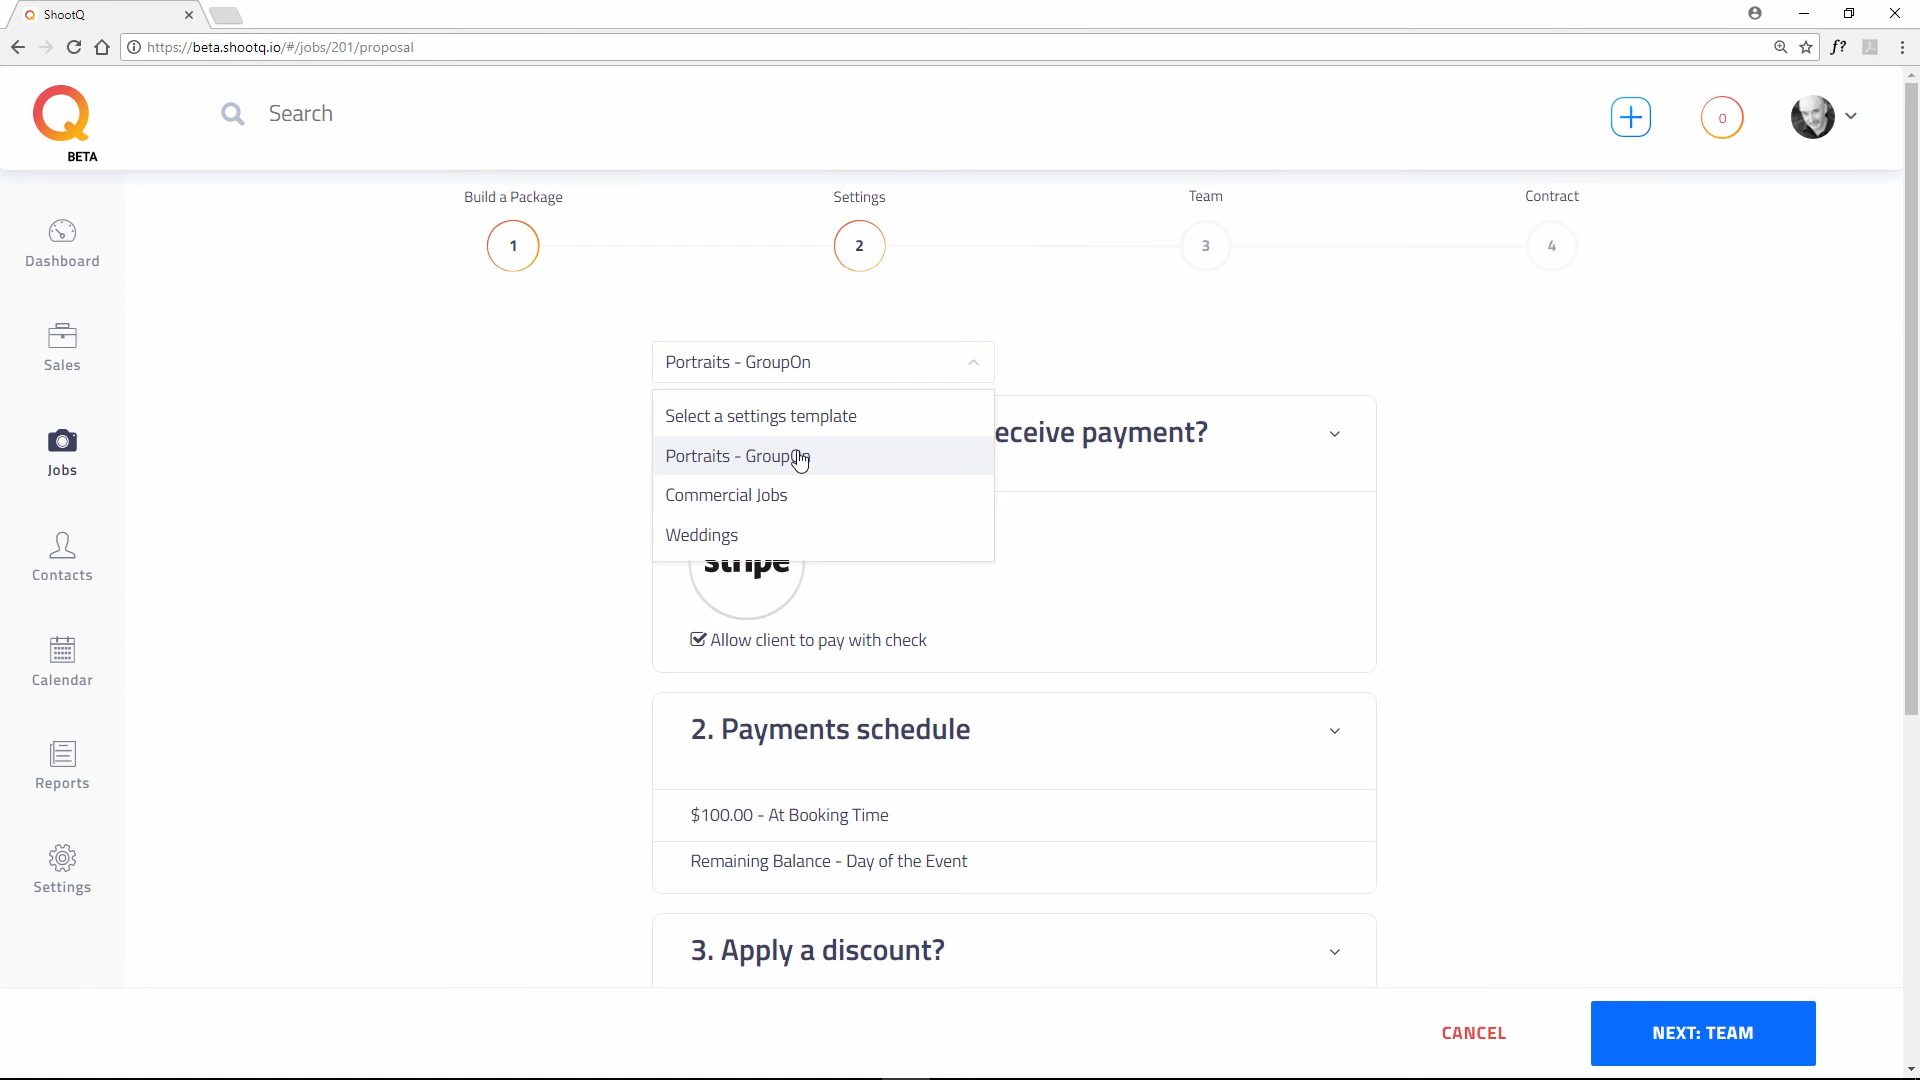 ShootQ
https://beta.shootq.io/#/jobs/201/proposal
f?
BETA
Search
0
Build a Package
Settings
Team
Contract
1
2
3
4
Dashboard
Sales
Jobs
Contacts
Calendar
Reports
Settings
Portraits - GroupOn
Select a settings template
Portraits - GroupOn
Commercial Jobs
Weddings
eceive payment?
stripe
Allow client to pay with check
2. Payments schedule
$100.00 - At Booking Time
Remaining Balance - Day of the Event
3. Apply a discount?
CANCEL
NEXT: TEAM